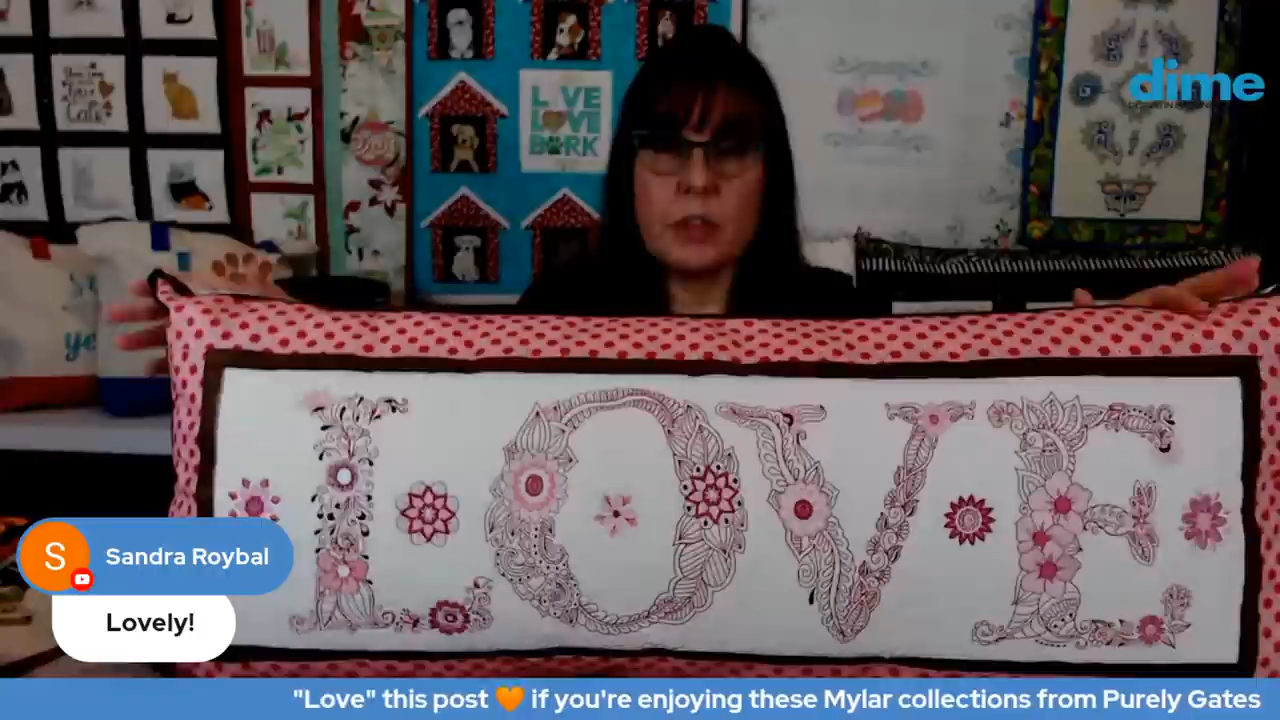 L VE
LOVE
BARK
dime
LOVE
Sandra Roybal
Lovely!
"Love" this post 🧡 if you're enjoying these Mylar collections from Purely Gates